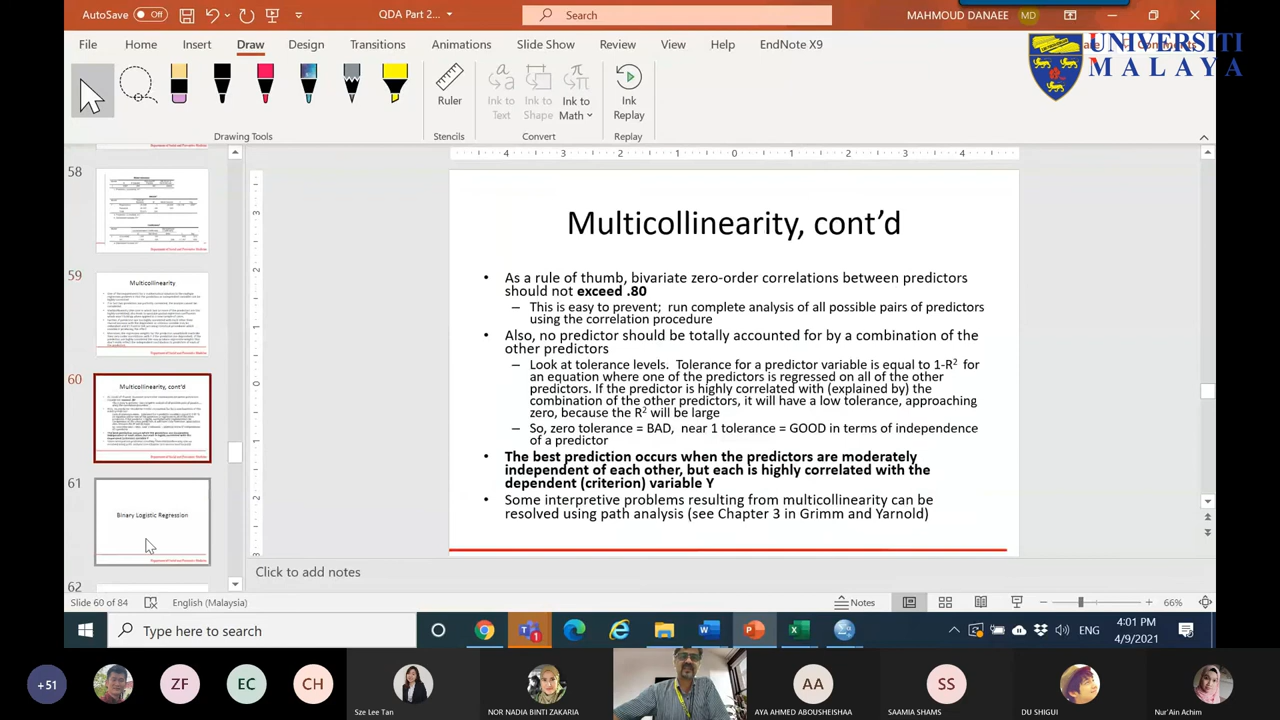 AutoSave Off
QDA Part 2...
Search
MAHMOUD DANAEE MD
File Home Insert Draw Design Transitions Animations Slide Show Review View Help EndNote X9
UNIVERSITI
MALAYA
Ruler
Ink to Text
Ink to Shape
Ink to Math
Ink Replay
Drawing Tools Stencils Convert Replay
4 3 2 1 0 1 2 3 4
58
59
Multicollinearity
60
Multicollinearity, cont'd
61
Binary Logistic Regression
62
Multicollinearity, cont’d
• As a rule of thumb, bivariate zero-order correlations between predictors
should not exceed .80
– This is easy to prevent; run complete analysis of all possible pairs of predictors
using the correlation procedure
• Also, no predictor should be totally accounted for by a combination of the
other predictors
– Look at tolerance levels. Tolerance for a predictor variable is equal to 1-R² for
an equation where one of the predictors is regressed on all of the other
predictors. If the predictor is highly correlated with (explained by) the
combination of the other predictors, it will have a low tolerance, approaching
zero, because the R² will be large
– So, zero tolerance = BAD, near 1 tolerance = GOOD in terms of independence
of a predictor
• The best prediction occurs when the predictors are moderately
independent of each other, but each is highly correlated with the
dependent (criterion) variable Y
• Some interpretive problems resulting from multicollinearity can be
resolved using path analysis (see Chapter 3 in Grimm and Yarnold)
Click to add notes
Slide 60 of 84 English (Malaysia)
Notes
66%
Type here to search
ENG
4:01 PM
4/9/2021
+51 ZF EC CH AA SS
Sze Lee Tan
NOR NADIA BINTI ZAKARIA
AYA AHMED ABOUSHEISHAA
SAAMIA SHAMS
DU SHIGUI
Nur'Ain Achim